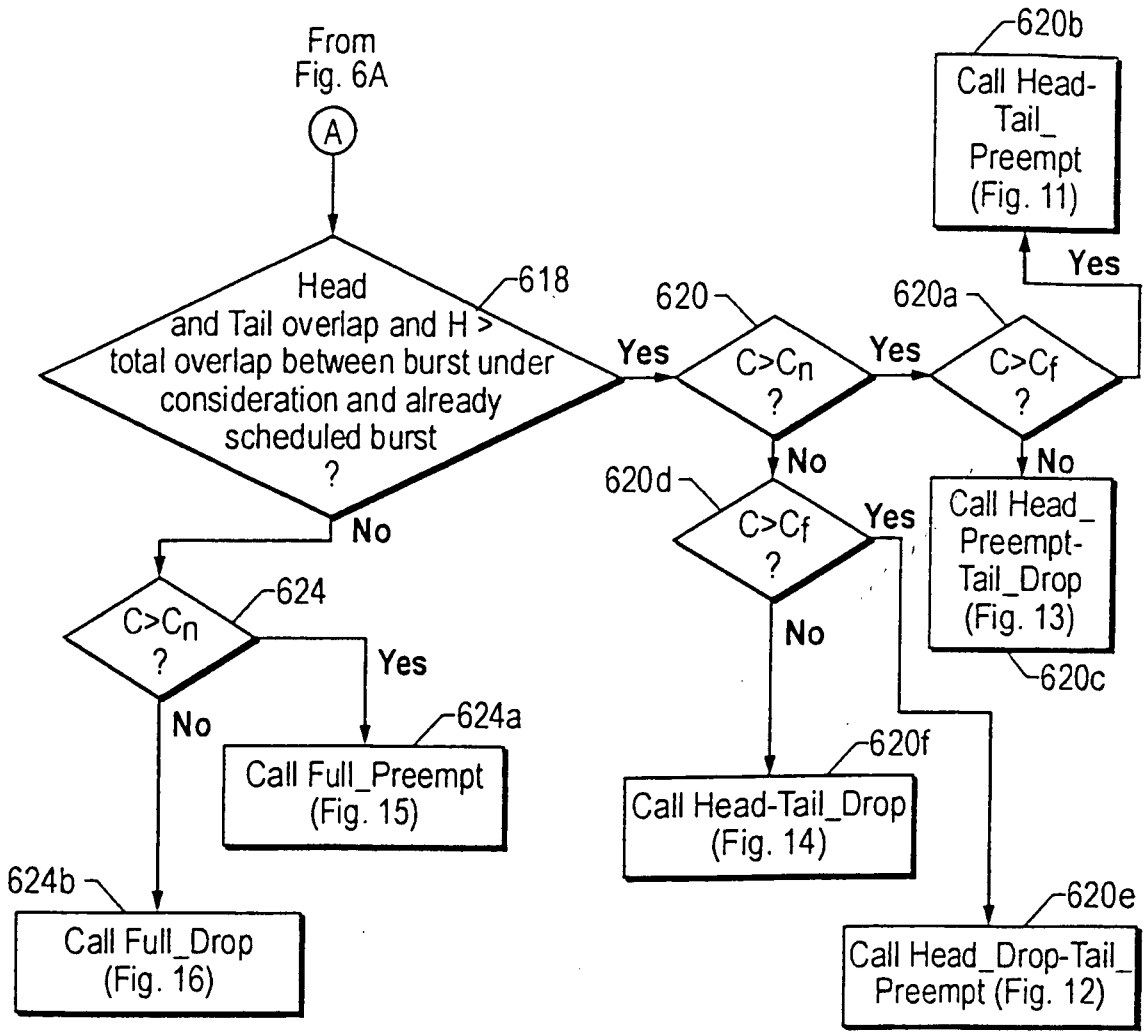 From
Fig. 6A
A
620b
Call Head-
Tail_
Preempt
(Fig. 11)
Yes
Head
and Tail overlap and H >
total overlap between burst under
consideration and already
scheduled burst
?
618
Yes
620
C>Cn
?
Yes
620a
C>Cf
?
No
Call Head_
Preempt-
Tail_Drop
(Fig. 13)
620c
No
620d
C>Cf
?
Yes
No
No
624
C>Cn
?
Yes
No
624a
Call Full_Preempt
(Fig. 15)
620f
Call Head-Tail_Drop
(Fig. 14)
624b
Call Full_Drop
(Fig. 16)
620e
Call Head_Drop-Tail_
Preempt (Fig. 12)